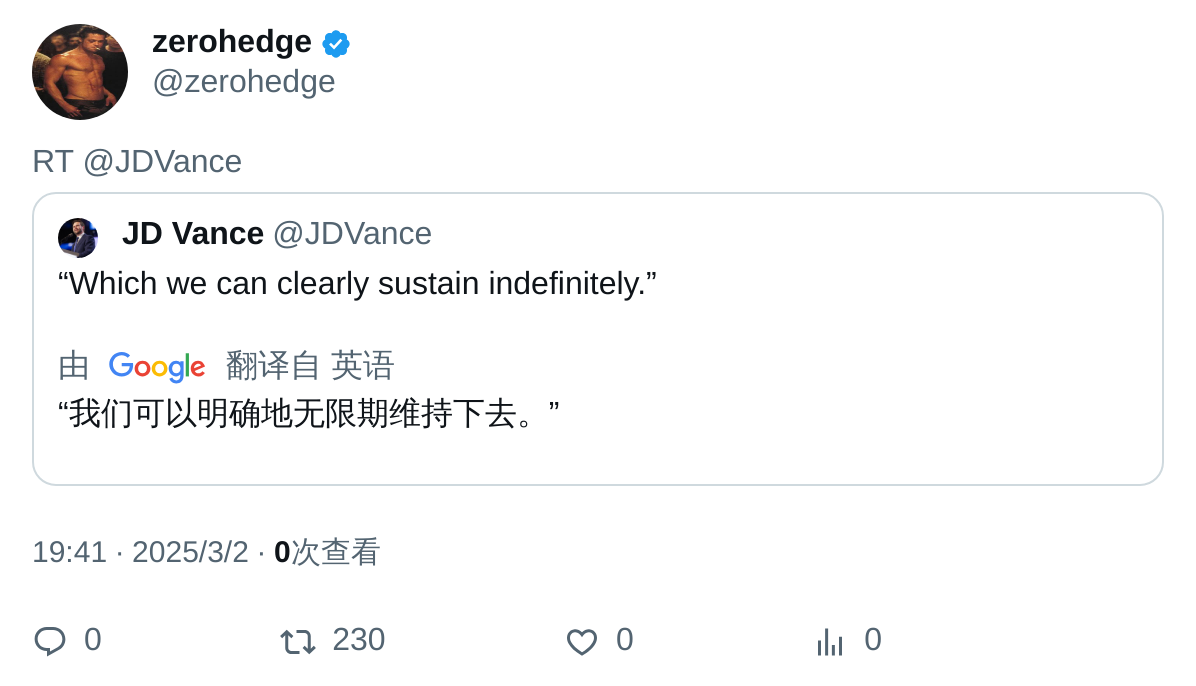 zerohedge
@zerohedge
RT @JDVance
JD Vance @JDVance
“Which we can clearly sustain indefinitely.”
由 Google 翻译自 英语
“我们可以明确地无限期维持下去。”
19:41 · 2025/3/2 · 0次查看
0 230 0 0